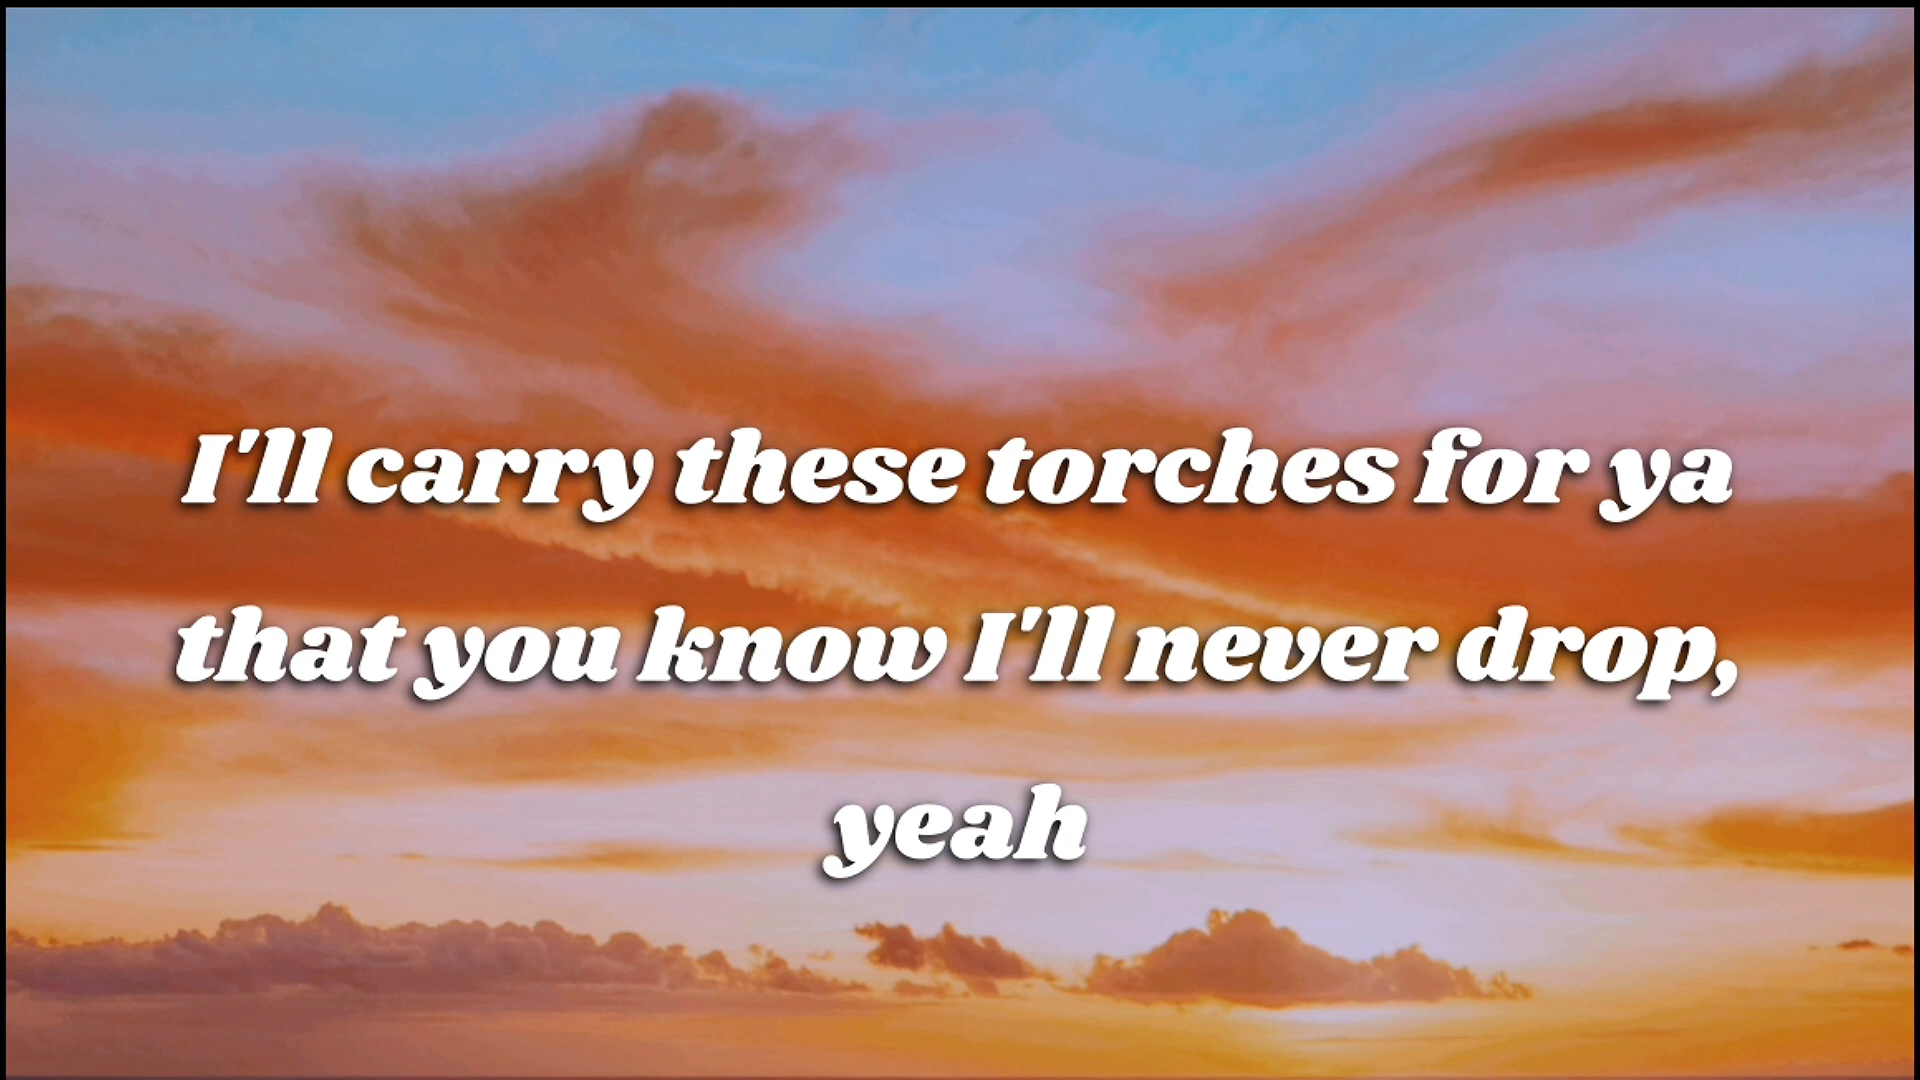 I'll carry these torches for ya
that you know I'll never drop,
yeah